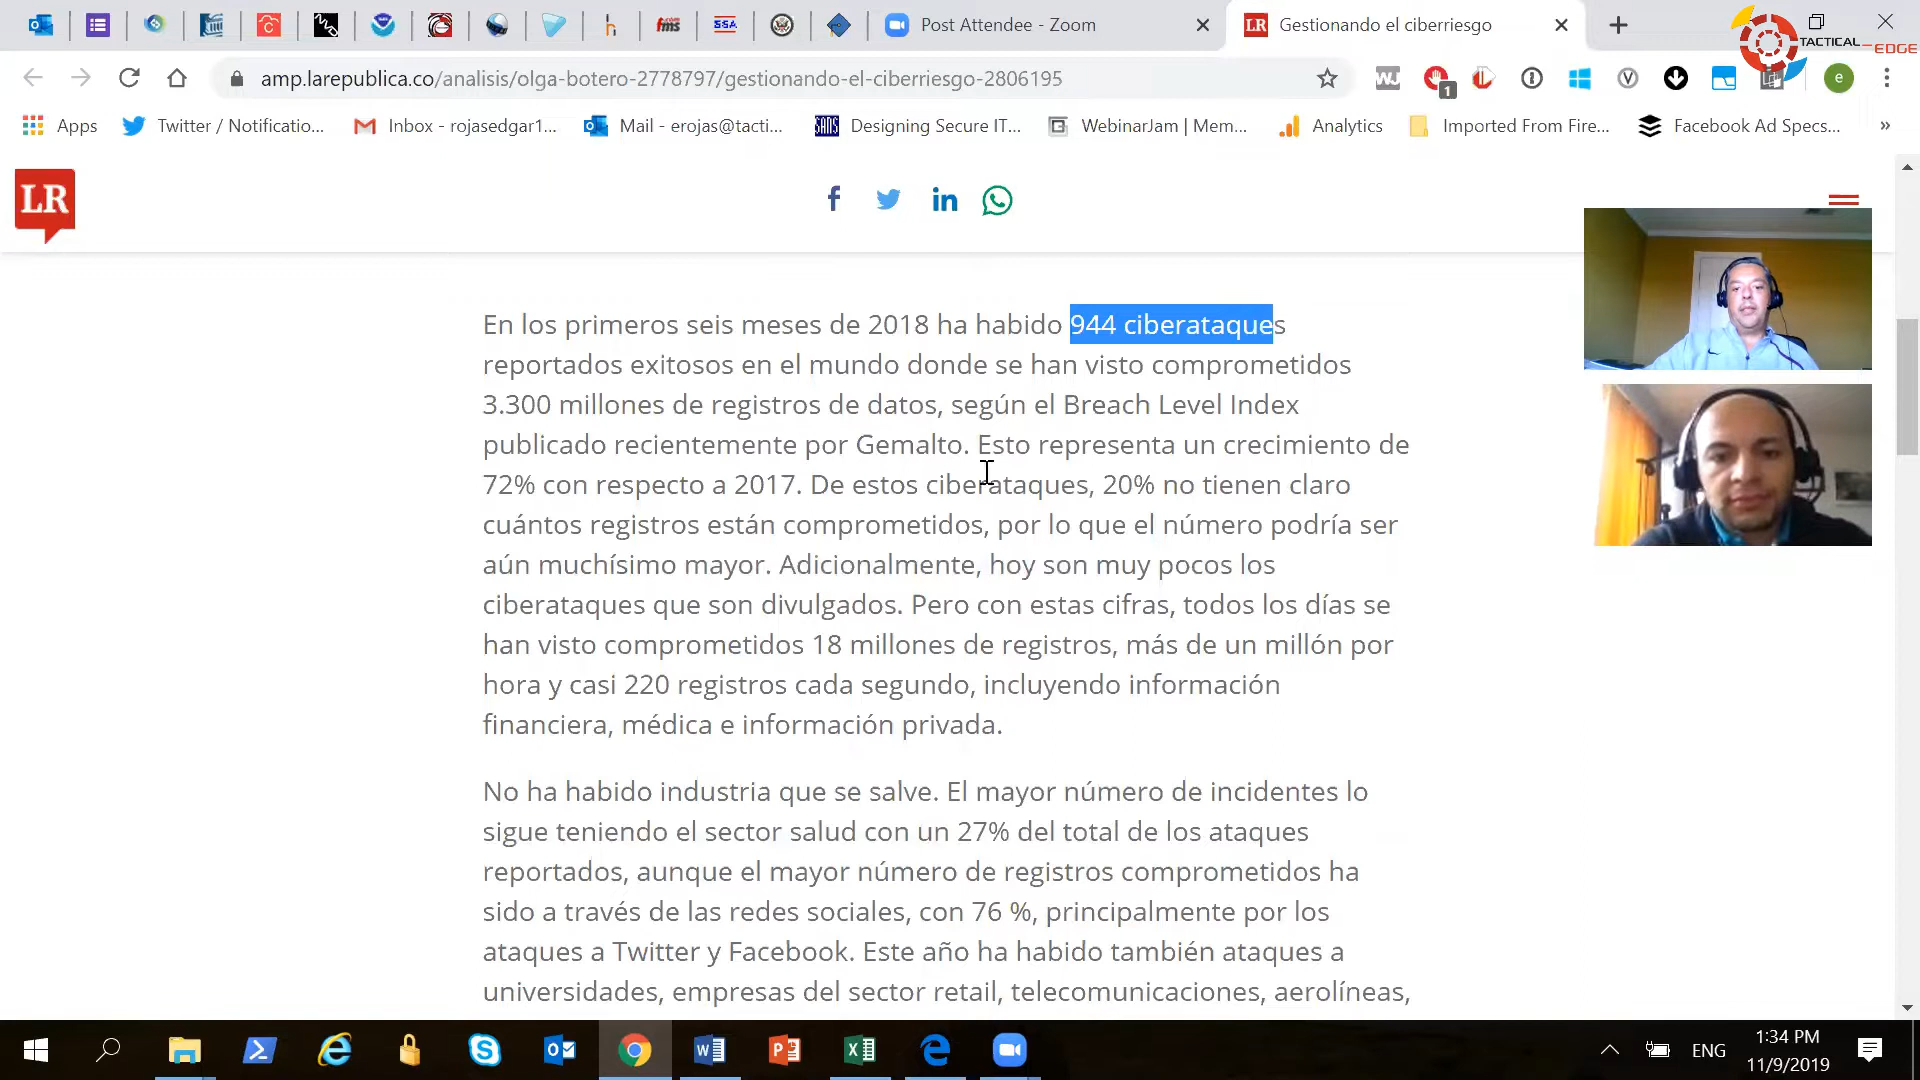 fms
SSA
Post Attendee - Zoom
LR
Gestionando el ciberriesgo
TACTICAL_EDGE
amp.larepublica.co/analisis/olga-botero-2778797/gestionando-el-ciberriesgo-2806195
WJ
1
V
e
Apps
Twitter / Notificatio...
Inbox - rojasedgar1...
Mail - erojas@tacti...
SANS
Designing Secure IT...
WebinarJam | Mem...
Analytics
Imported From Fire...
Facebook Ad Specs...
»
LR
f
in
En los primeros seis meses de 2018 ha habido 944 ciberataques
reportados exitosos en el mundo donde se han visto comprometidos
3.300 millones de registros de datos, según el Breach Level Index
publicado recientemente por Gemalto. Esto representa un crecimiento de
72% con respecto a 2017. De estos ciberataques, 20% no tienen claro
cuántos registros están comprometidos, por lo que el número podría ser
aún muchísimo mayor. Adicionalmente, hoy son muy pocos los
ciberataques que son divulgados. Pero con estas cifras, todos los días se
han visto comprometidos 18 millones de registros, más de un millón por
hora y casi 220 registros cada segundo, incluyendo información
financiera, médica e información privada.
No ha habido industria que se salve. El mayor número de incidentes lo
sigue teniendo el sector salud con un 27% del total de los ataques
reportados, aunque el mayor número de registros comprometidos ha
sido a través de las redes sociales, con 76 %, principalmente por los
ataques a Twitter y Facebook. Este año ha habido también ataques a
universidades, empresas del sector retail, telecomunicaciones, aerolíneas,
ENG
1:34 PM
11/9/2019